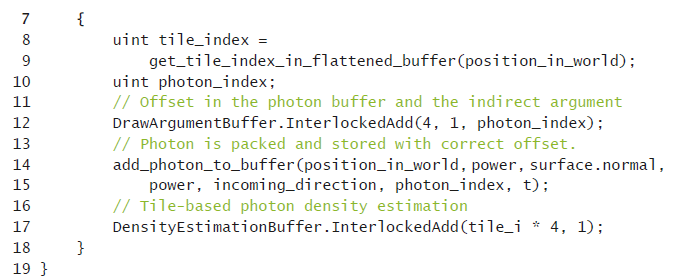 7 {
8 uint tile_index =
9 get_tile_index_in_flattened_buffer(position_in_world);
10 uint photon_index;
11 // Offset in the photon buffer and the indirect argument
12 DrawArgumentBuffer.InterlockedAdd(4, 1, photon_index);
13 // Photon is packed and stored with correct offset.
14 add_photon_to_buffer(position_in_world, power, surface.normal,
15 power, incoming_direction, photon_index, t);
16 // Tile-based photon density estimation
17 DensityEstimationBuffer.InterlockedAdd(tile_i * 4, 1);
18 }
19 }